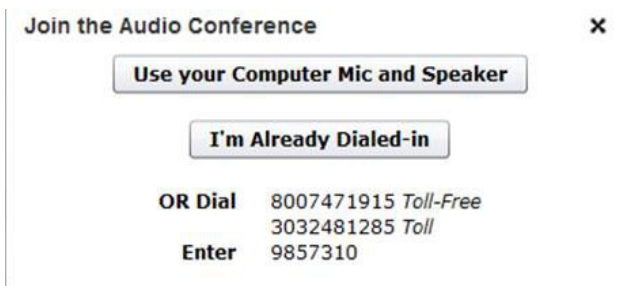 Join the Audio Conference
Use your Computer Mic and Speaker
I'm Already Dialed-in
OR Dial 8007471915 Toll-Free
3032481285 Toll
Enter 9857310